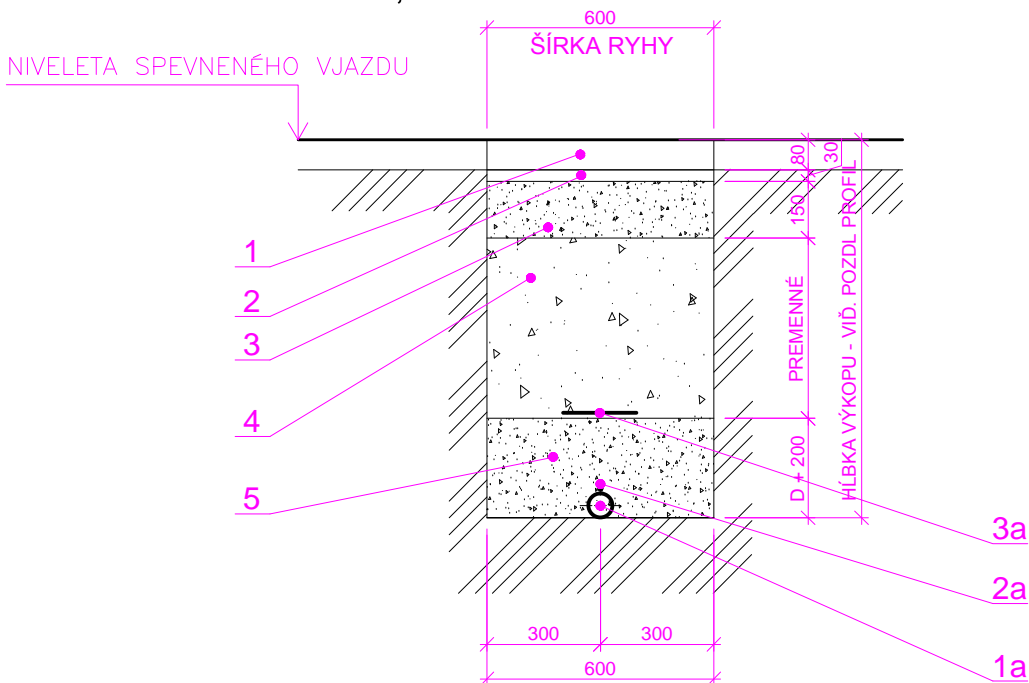 600
ŠÍRKA RYHY
NIVELETA SPEVNENÉHO VJAZDU
80
30
150
PREMENNÉ
D + 200
HĹBKA VÝKOPU - VIĎ. POZDL PROFIL
1
2
3
4
5
3a
2a
1a
300
300
600